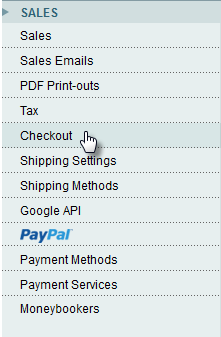 SALES
Sales
Sales Emails
PDF Print-outs
Tax
Checkout
Shipping Settings
Shipping Methods
Google API
PayPal
Payment Methods
Payment Services
Moneybookers